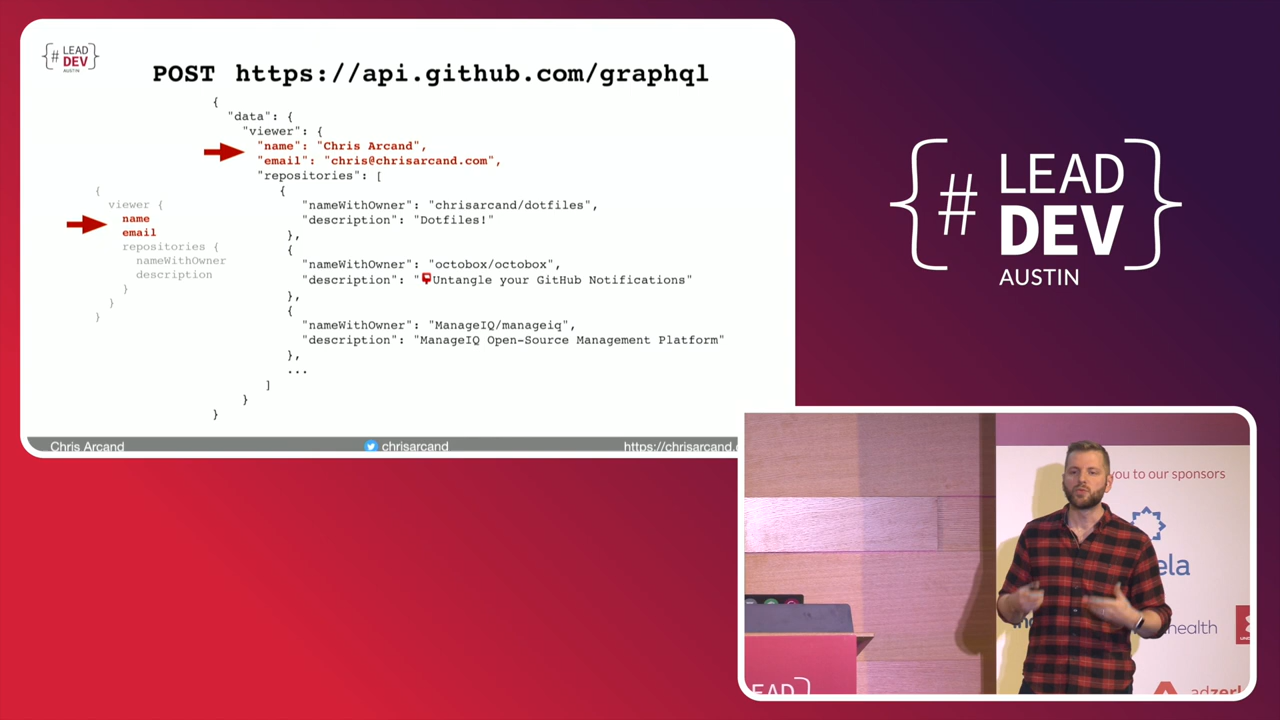 {# LEAD
DEV
AUSTIN
POST https://api.github.com/graphql
{
viewer {
name
email
repositories {
nameWithOwner
description
}
}
}
{
"data": {
"viewer": {
"name": "Chris Arcand",
"email": "chris@chrisarcand.com",
"repositories": [
{
"nameWithOwner": "chrisarcand/dotfiles",
"description": "Dotfiles!"
},
{
"nameWithOwner": "octobox/octobox",
"description": "📮Untangle your GitHub Notifications"
},
{
"nameWithOwner": "ManageIQ/manageiq",
"description": "ManageIQ Open-Source Management Platform"
},
...
]
}
}
Chris Arcand
chrisarcand
https://chrisarcand.
{# LEAD
DEV}
AUSTIN
you to our sponsors
ela
health
adzerk
LEAD